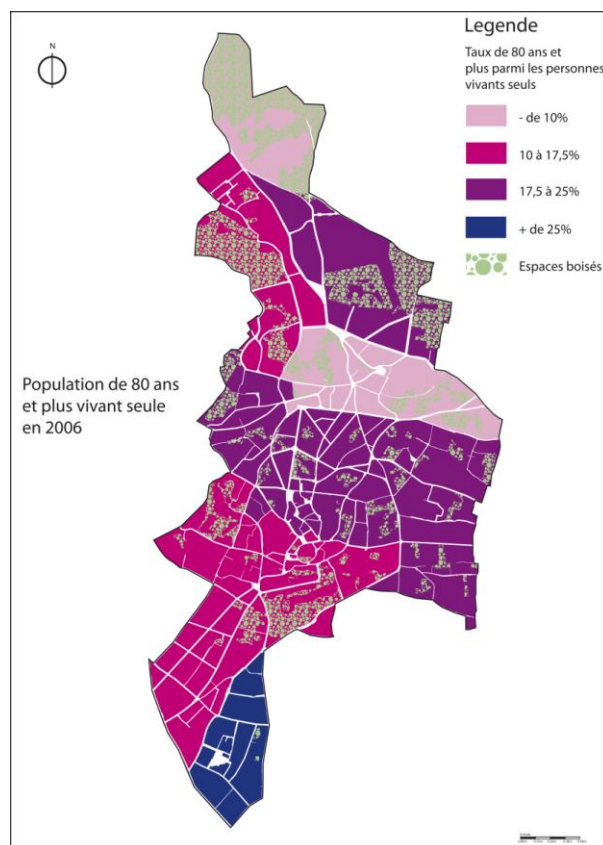 Legende
N
Taux de 80 ans et
plus parmi les personnes
vivants seuls
- de 10%
10 à 17,5%
17,5 à 25%
+ de 25%
Espaces boisés
Population de 80 ans
et plus vivant seule
en 2006